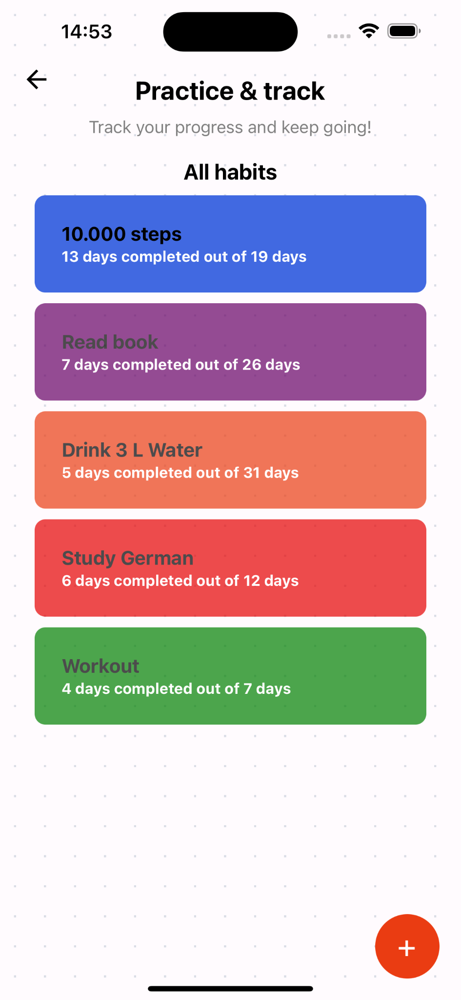 14:53
Practice & track
Track your progress and keep going!
All habits
10.000 steps
13 days completed out of 19 days
Read book
7 days completed out of 26 days
Drink 3 L Water
5 days completed out of 31 days
Study German
6 days completed out of 12 days
Workout
4 days completed out of 7 days
+